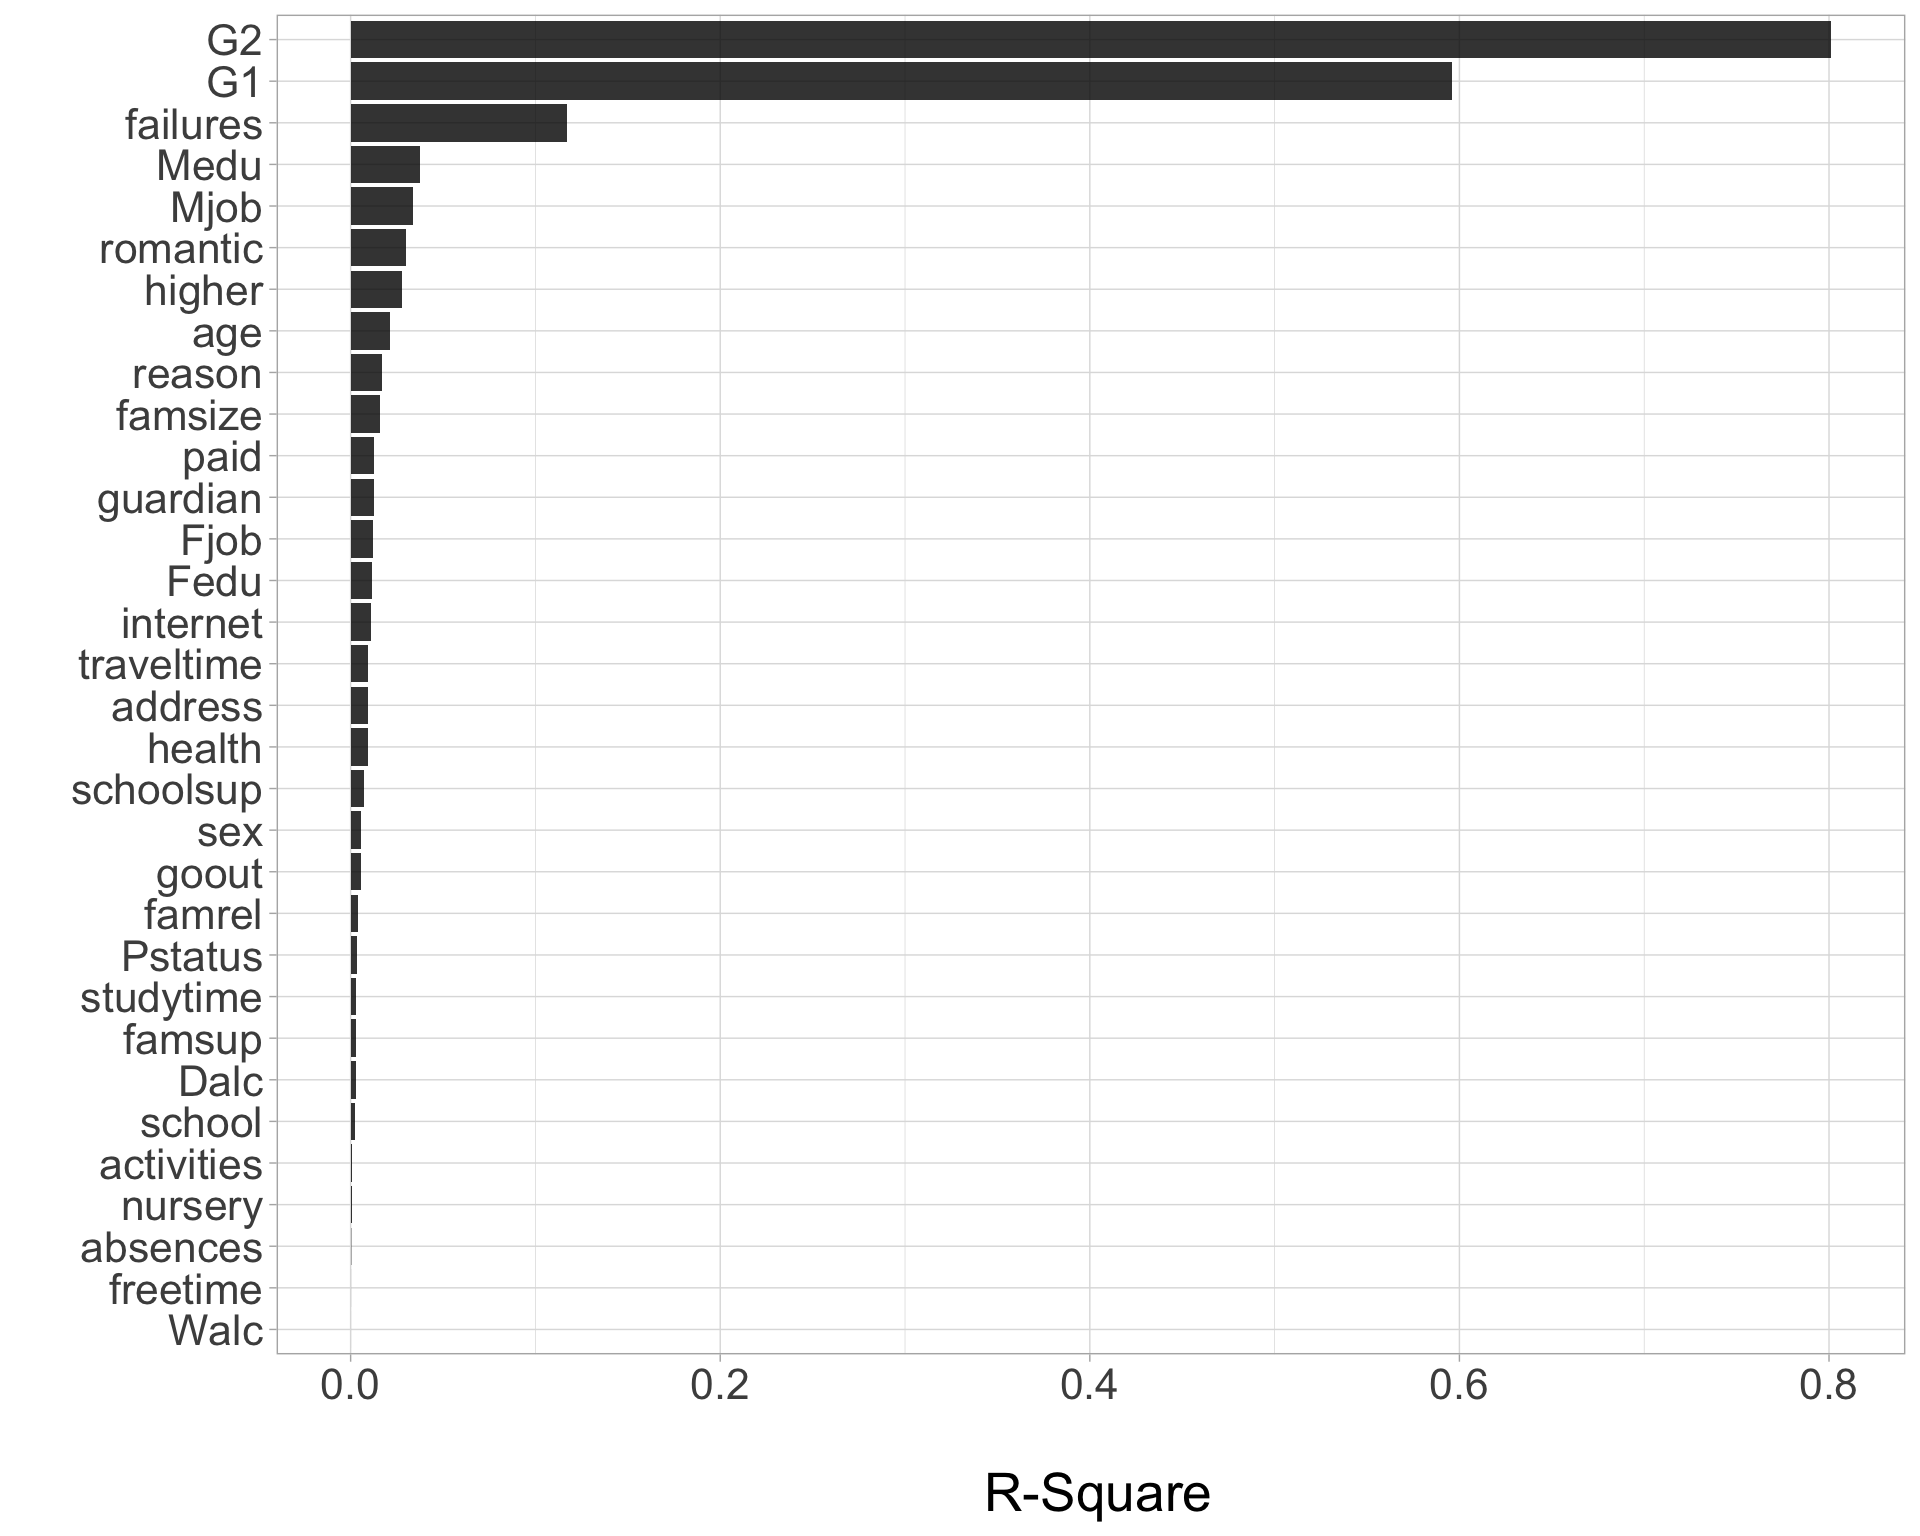 G2
G1
failures
Medu
Mjob
romantic
higher
age
reason
famsize
paid
guardian
Fjob
Fedu
internet
traveltime
address
health
schoolsup
sex
goout
famrel
Pstatus
studytime
famsup
Dalc
school
activities
nursery
absences
freetime
Walc
0.0 0.2 0.4 0.6 0.8
R-Square